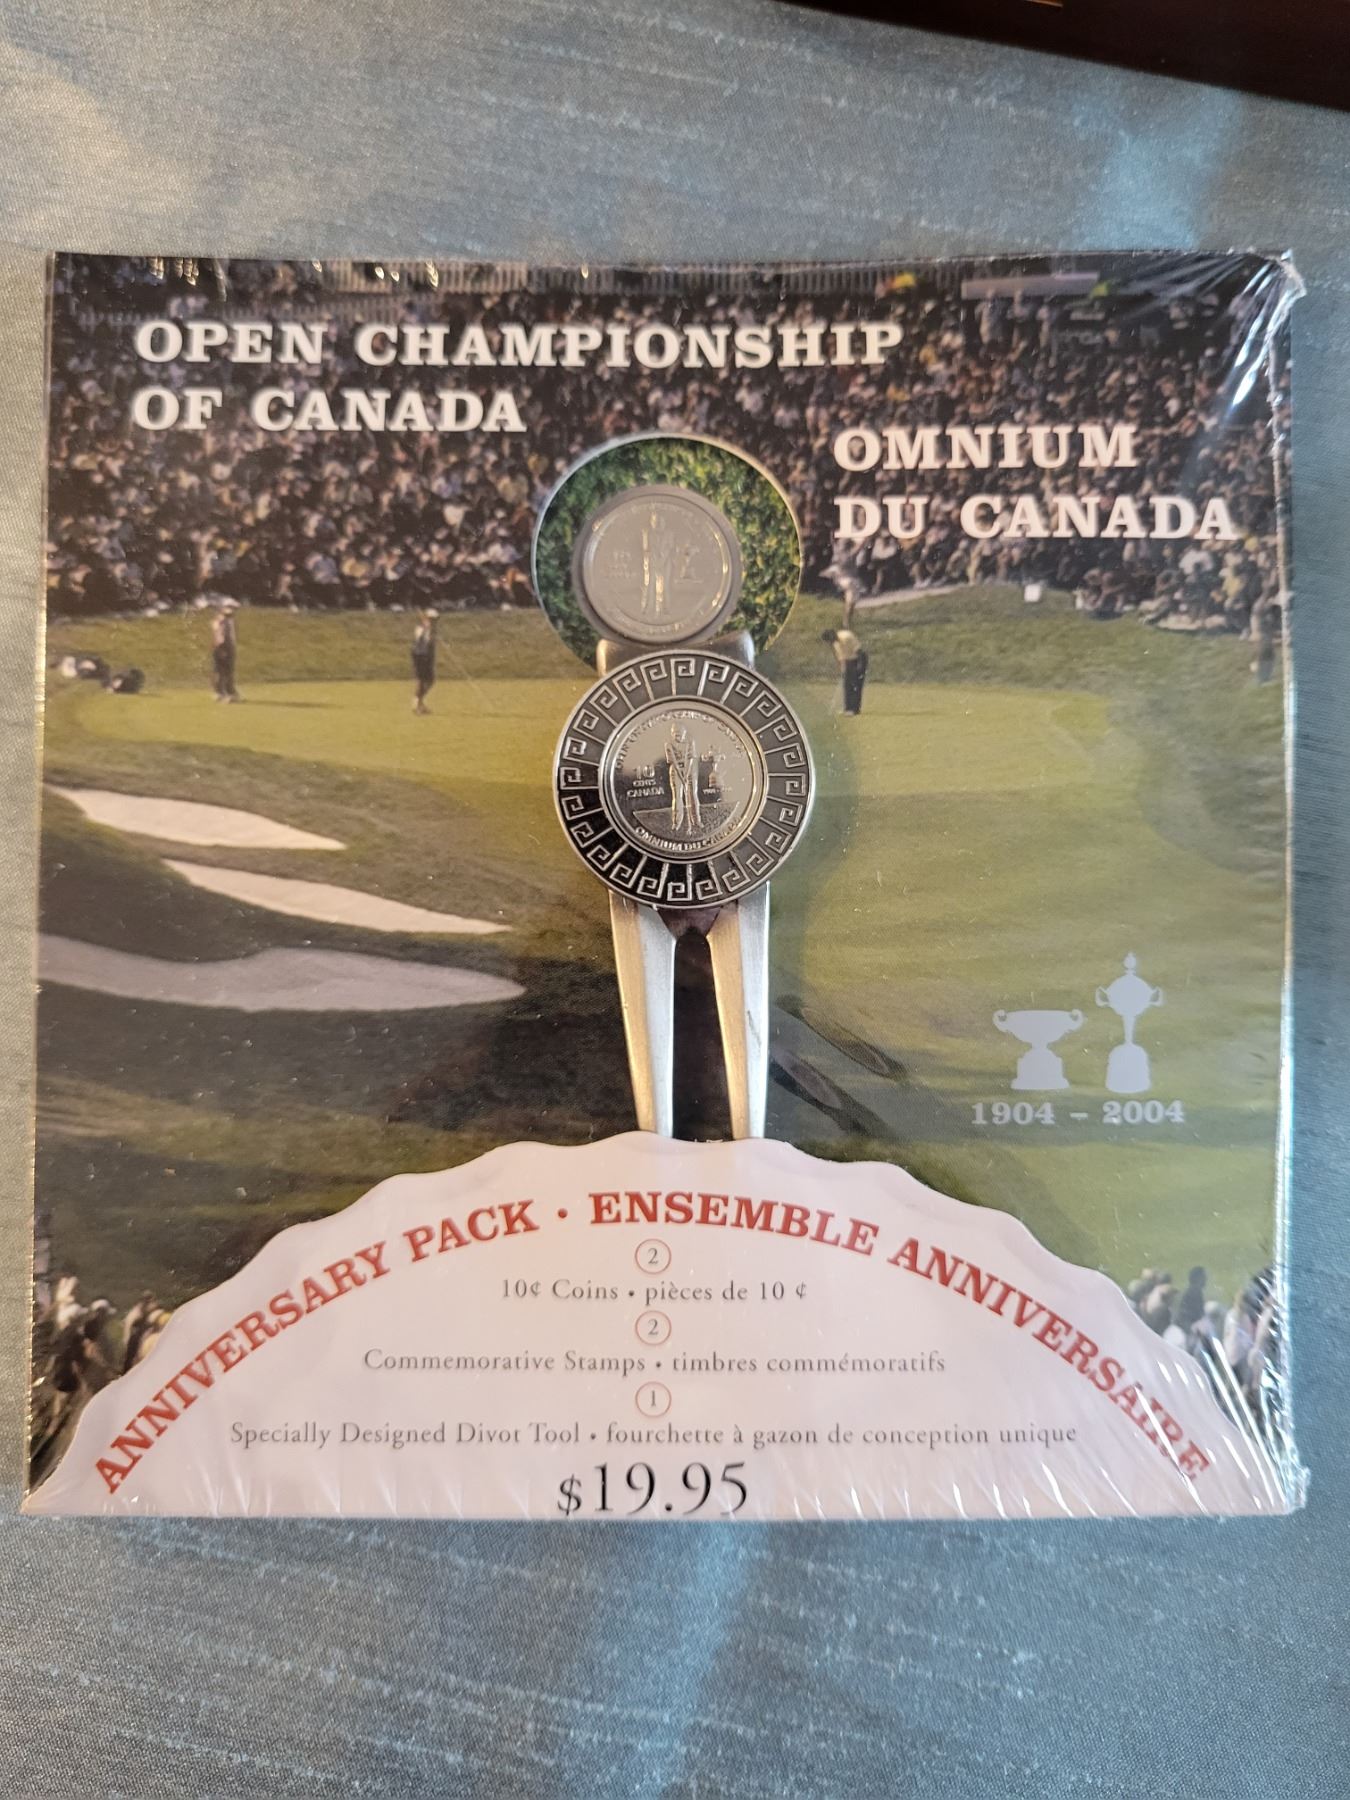 OPEN CHAMPIONSHIP
OF CANADA
OMNIUM
DU CANADA
10
CENTS
CANADA
OMNIUM DU CANADA
1904 – 2004
ANNIVERSARY PACK • ENSEMBLE ANNIVERSAIRE
2
10¢ Coins • pièces de 10 ¢
2
Commemorative Stamps • timbres commémoratifs
1
Specially Designed Divot Tool • fourchette à gazon de conception unique
$19.95